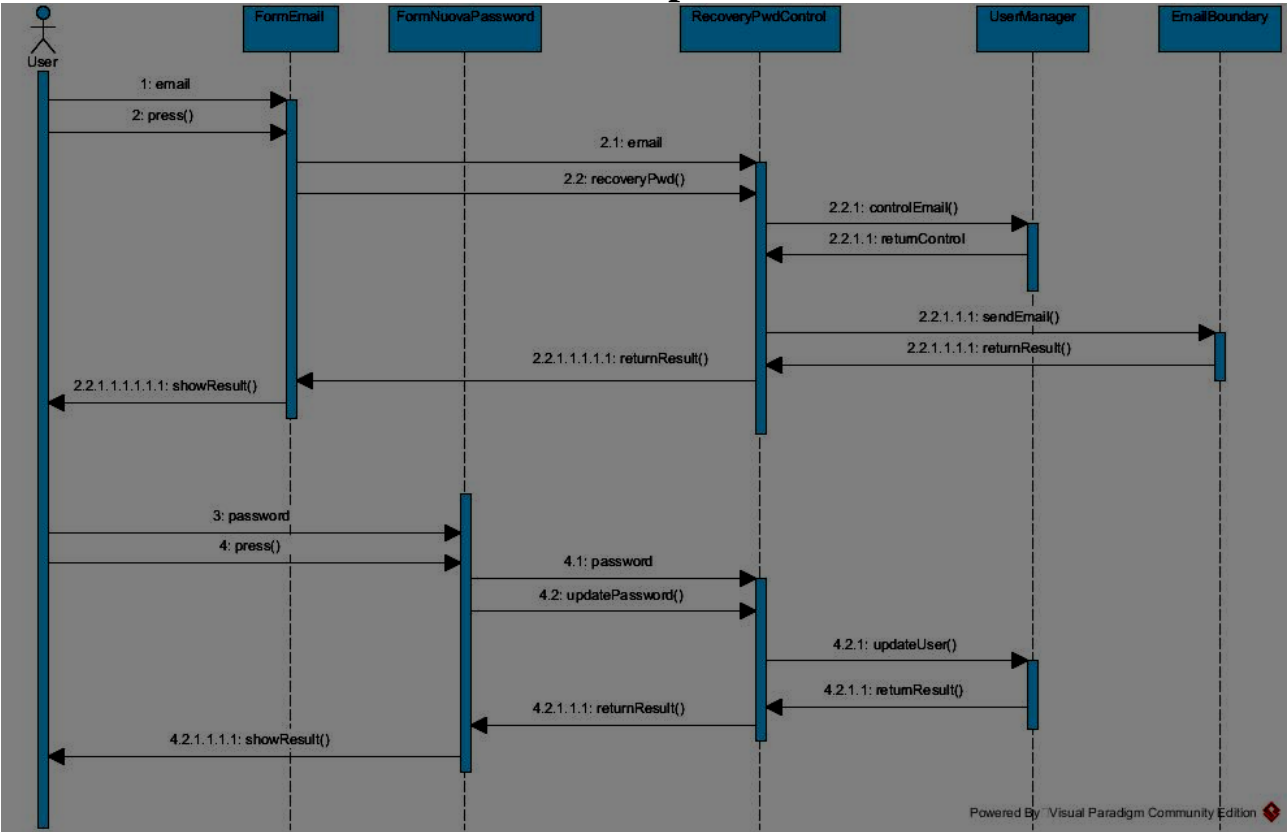 FormEmail
FormNuovaPassword
RecoveryPwdControl
UserManager
EmailBoundary
User
1: email
2: press()
2.1: email
2.2: recoveryPwd()
2.2.1: controlEmail()
2.2.1.1: returnControl
2.2.1.1.1: sendEmail()
2.2.1.1.1.1: returnResult()
2.2.1.1.1.1.1: returnResult()
2.2.1.1.1.1.1.1: showResult()
3: password
4: press()
4.1: password
4.2: updatePassword()
4.2.1: updateUser()
4.2.1.1: returnResult()
4.2.1.1.1: returnResult()
4.2.1.1.1.1: showResult()
Powered By Visual Paradigm Community Edition